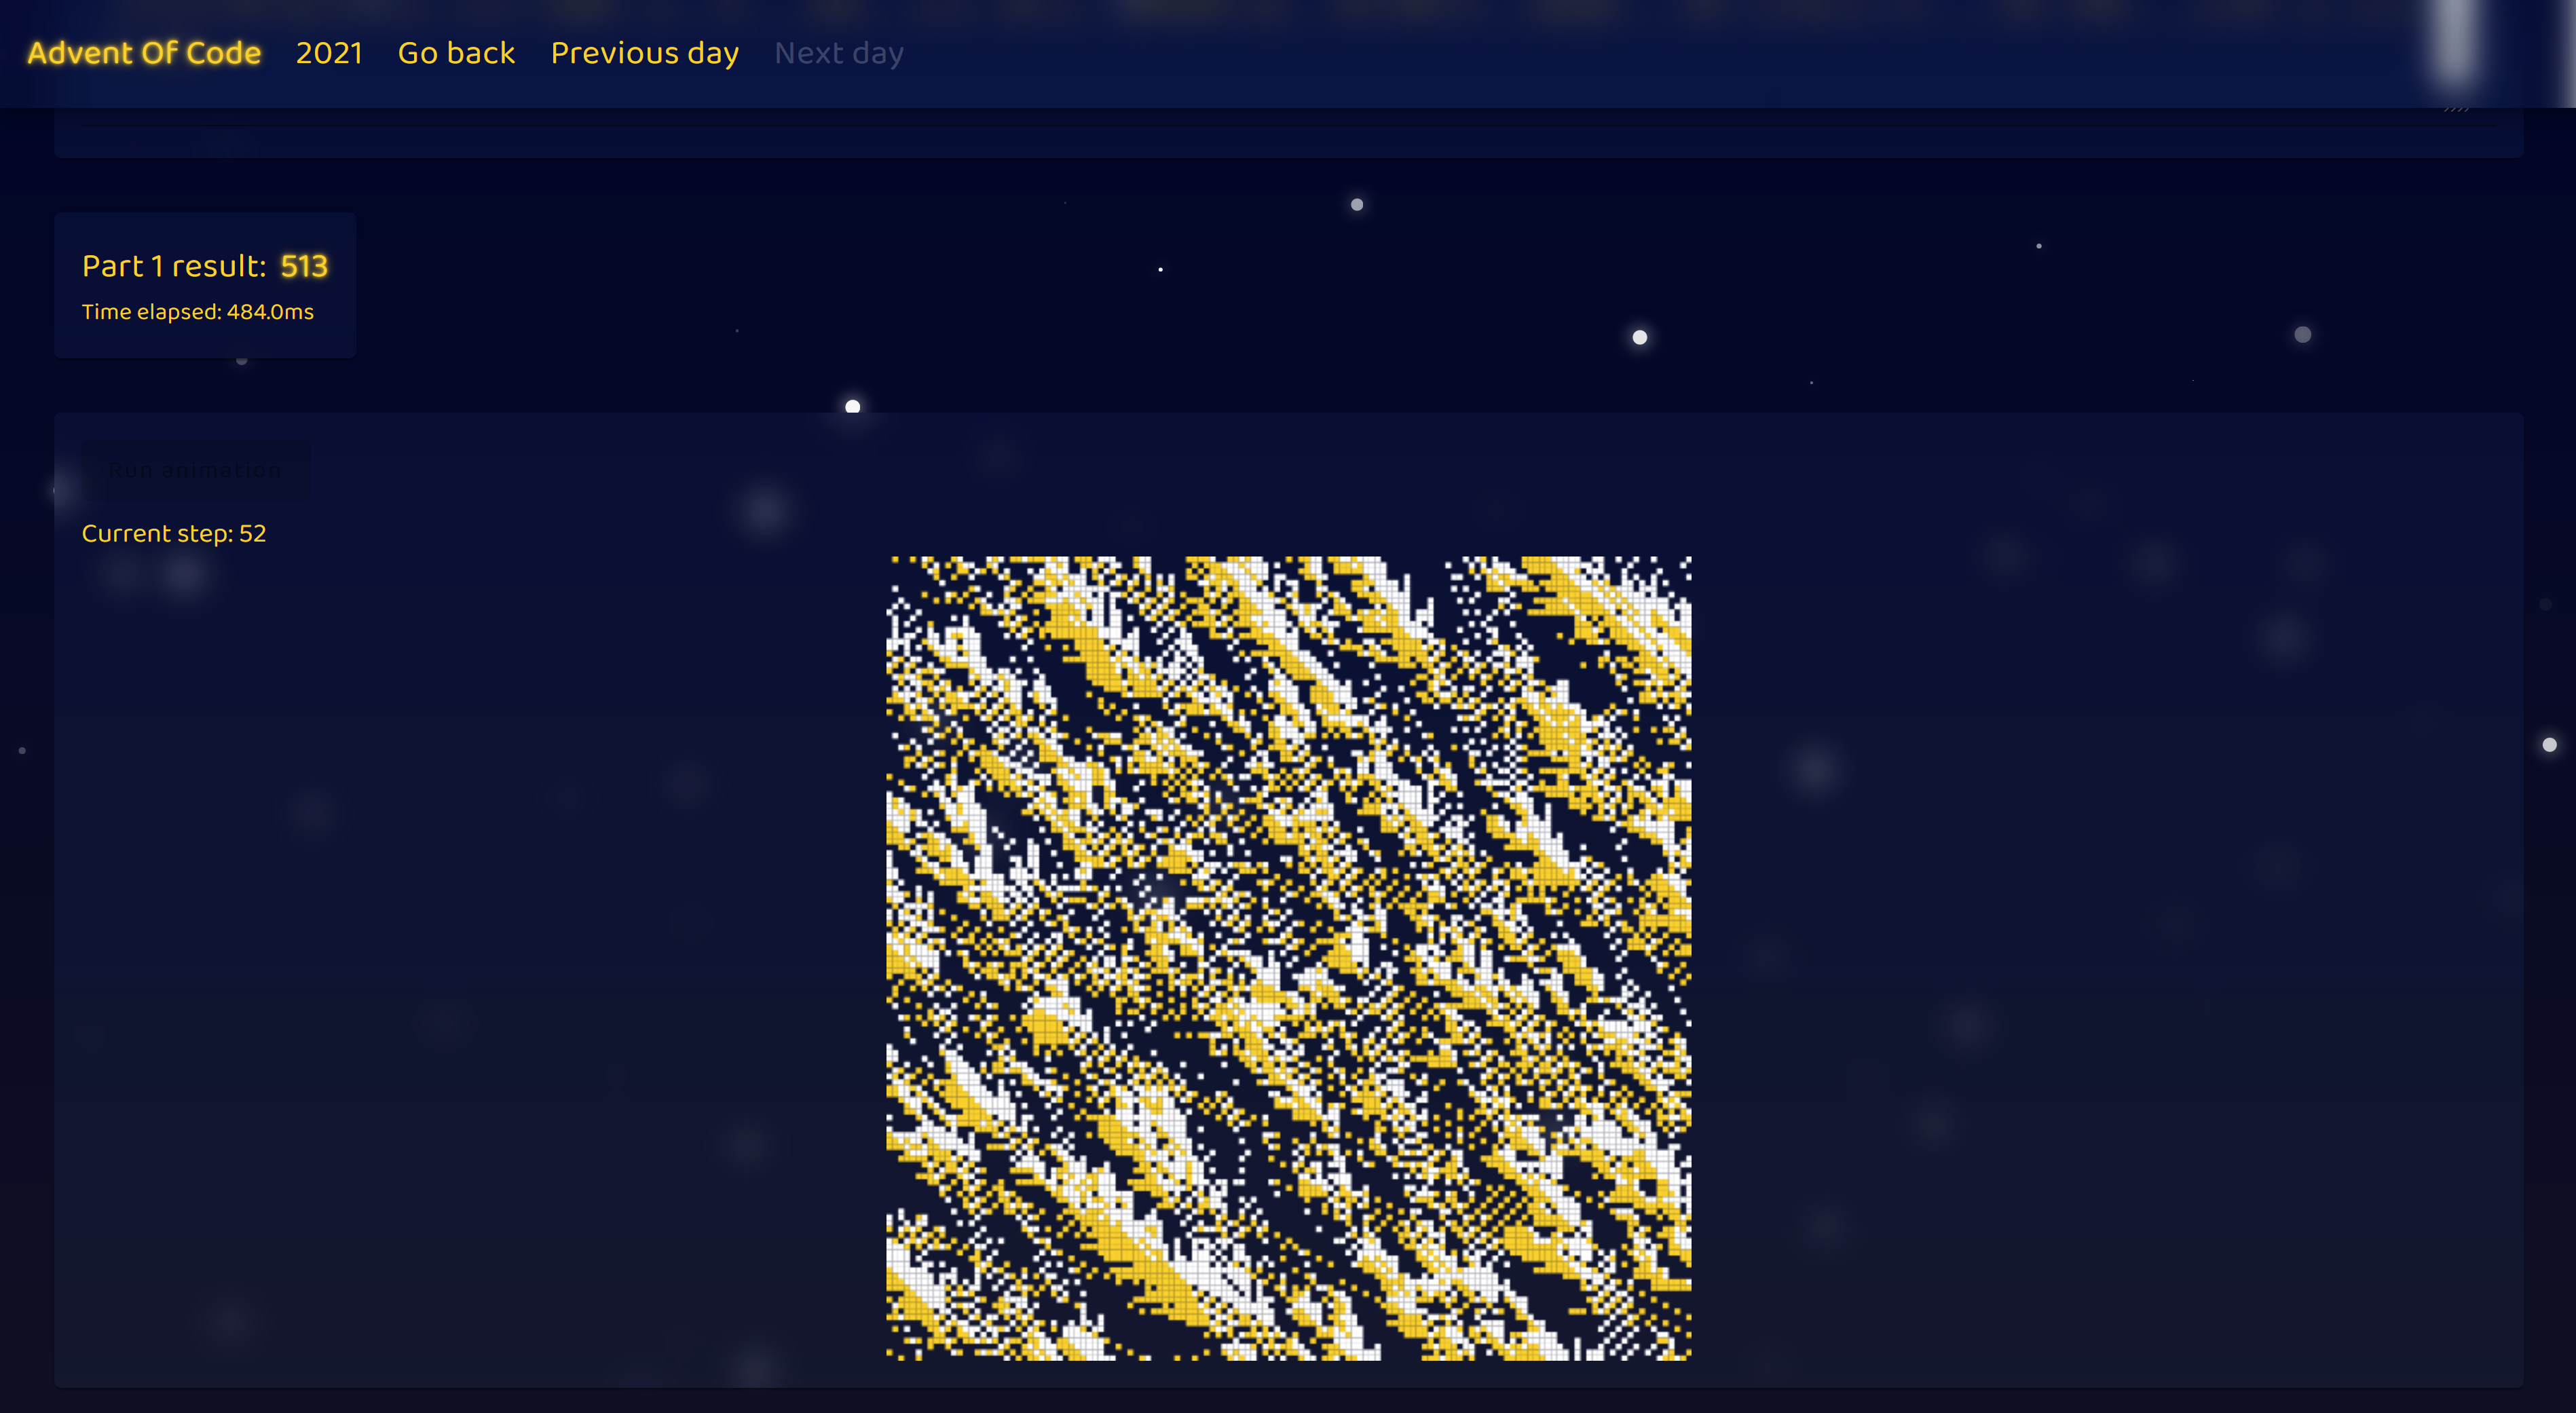 Advent Of Code 2021 Go back Previous day Next day
Part 1 result: 513
Time elapsed: 484.0ms
Run animation
Current step: 52